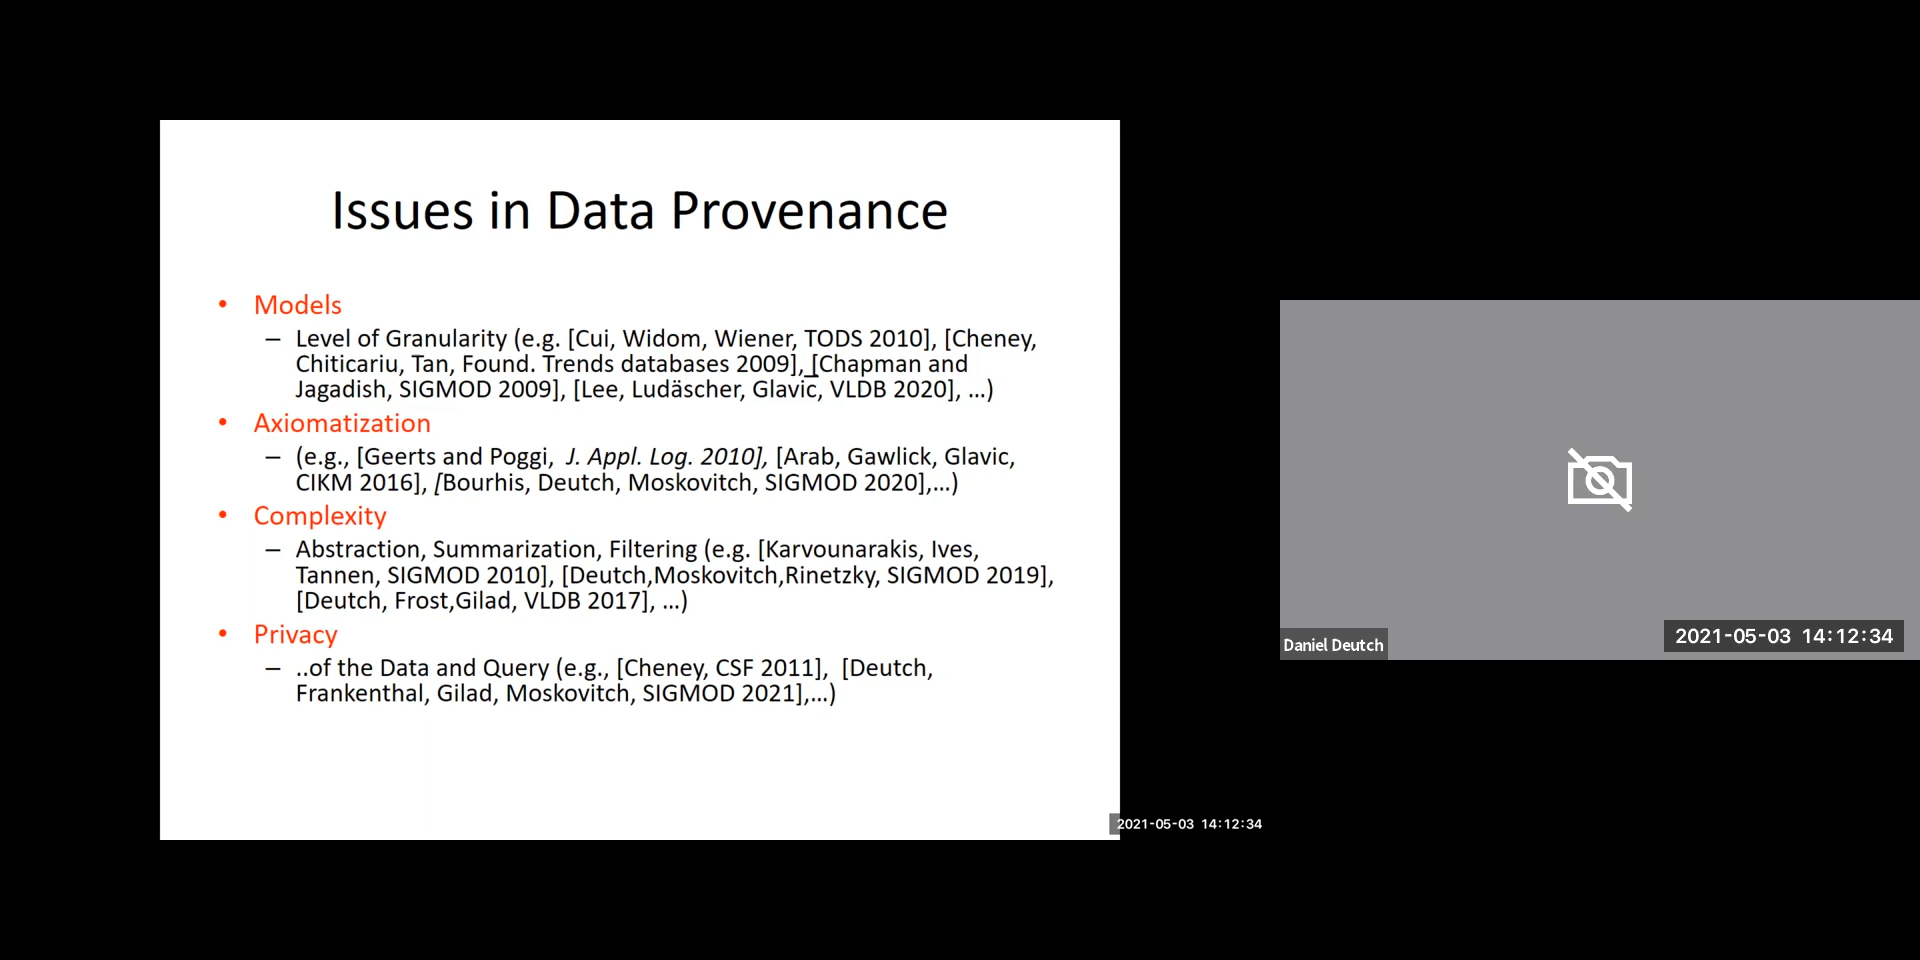 Issues in Data Provenance
• Models
– Level of Granularity (e.g. [Cui, Widom, Wiener, TODS 2010], [Cheney,
Chiticariu, Tan, Found. Trends databases 2009], [Chapman and
Jagadish, SIGMOD 2009], [Lee, Ludäscher, Glavic, VLDB 2020], ...)
• Axiomatization
– (e.g., [Geerts and Poggi, J. Appl. Log. 2010], [Arab, Gawlick, Glavic,
CIKM 2016], [Bourhis, Deutch, Moskovitch, SIGMOD 2020],...)
• Complexity
– Abstraction, Summarization, Filtering (e.g. [Karvounarakis, Ives,
Tannen, SIGMOD 2010], [Deutch,Moskovitch,Rinetzky, SIGMOD 2019],
[Deutch, Frost,Gilad, VLDB 2017], ...)
• Privacy
– ..of the Data and Query (e.g., [Cheney, CSF 2011], [Deutch,
Frankenthal, Gilad, Moskovitch, SIGMOD 2021],...)
2021-05-03 14:12:34
Daniel Deutch
2021-05-03 14:12:34